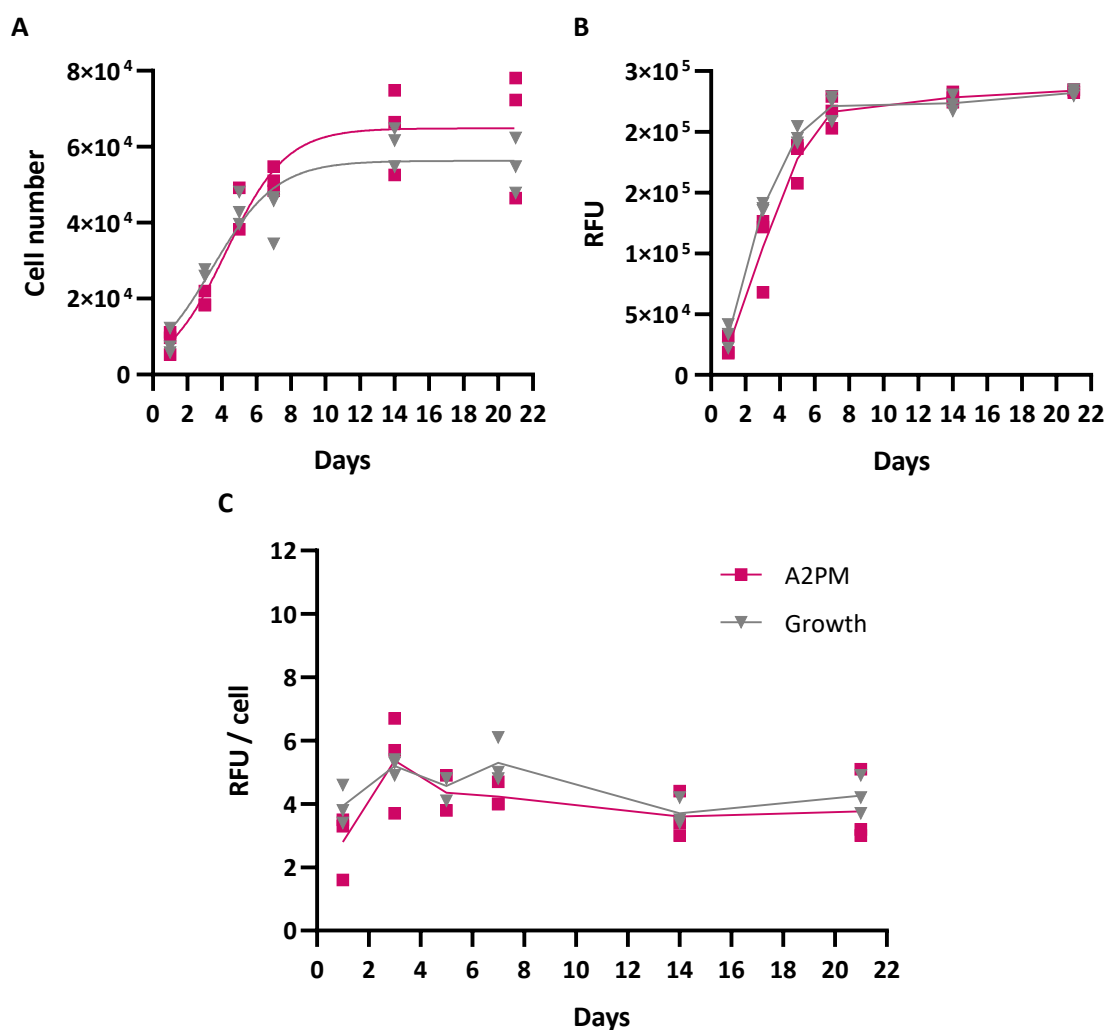 A
8×10⁴
6×10⁴
4×10⁴
2×10⁴
0
Cell number
0 2 4 6 8 10 12 14 16 18 20 22
Days
B
3×10⁵
2×10⁵
2×10⁵
1×10⁵
5×10⁴
0
RFU
0 2 4 6 8 10 12 14 16 18 20 22
Days
C
12
10
8
6
4
2
0
RFU / cell
0 2 4 6 8 10 12 14 16 18 20 22
Days
A2PM
Growth